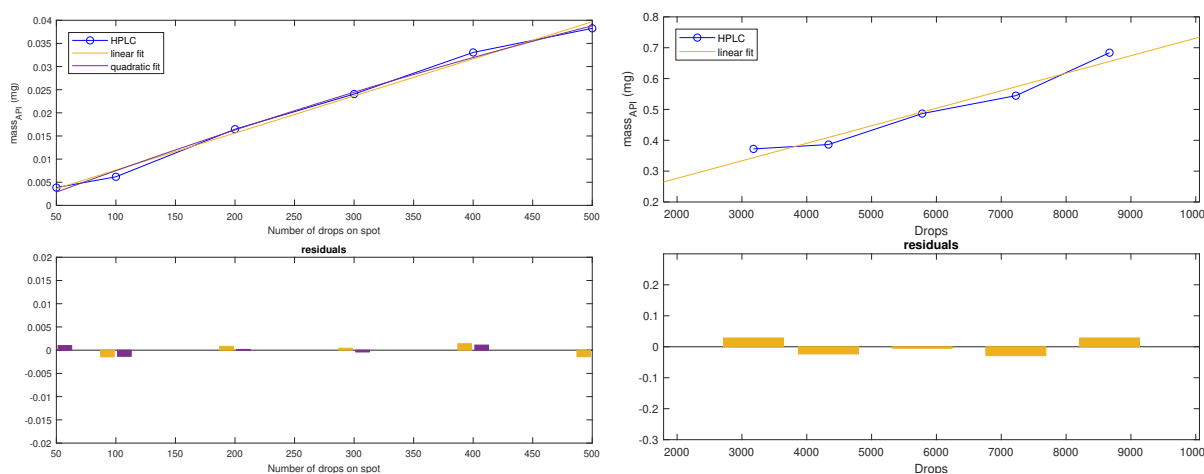 HPLC
linear fit
quadratic fit
mass_API (mg)
0.04
0.035
0.03
0.025
0.02
0.015
0.01
0.005
0
50 100 150 200 250 300 350 400 450 500
Number of drops on spot
residuals
0.02
0.015
0.01
0.005
0
-0.005
-0.01
-0.015
-0.02
50 100 150 200 250 300 350 400 450 500
Number of drops on spot
HPLC
linear fit
mass_API (mg)
0.8
0.7
0.6
0.5
0.4
0.3
0.2
2000 3000 4000 5000 6000 7000 8000 9000 1000
Drops
residuals
0.2
0.1
0
-0.1
-0.2
-0.3
2000 3000 4000 5000 6000 7000 8000 9000 1000
Drops